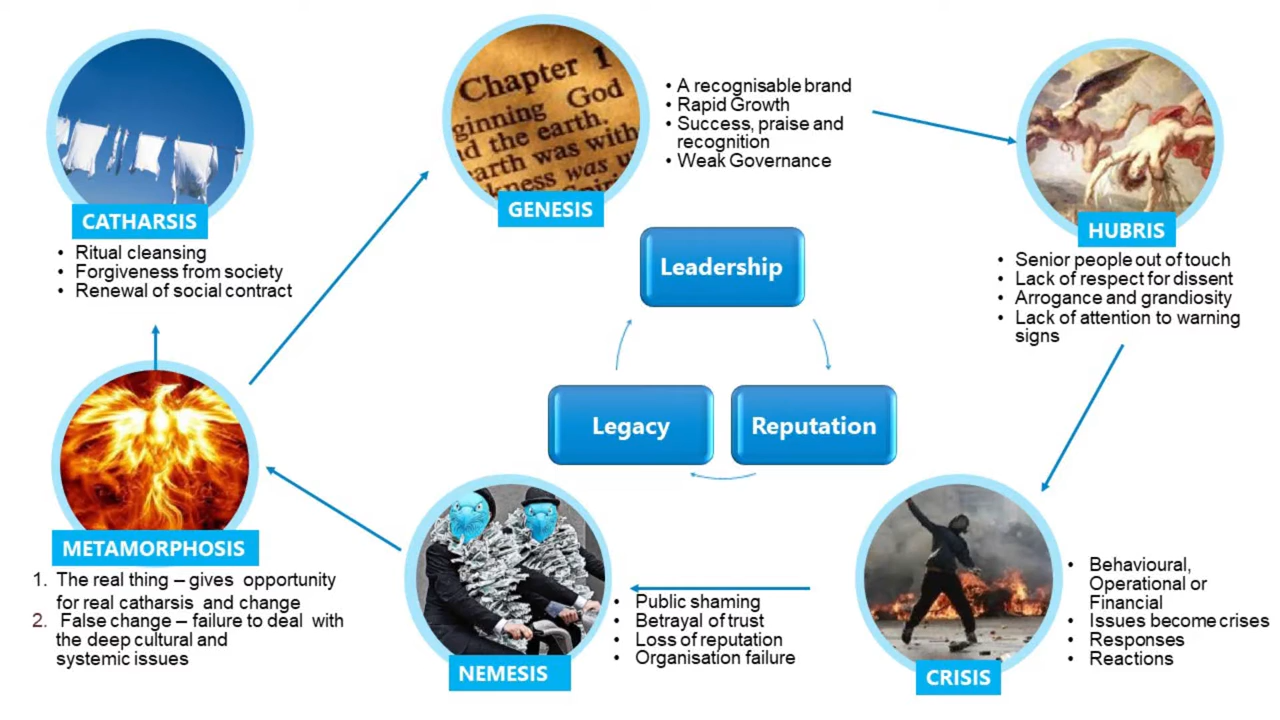 Chapter 1
ginning God
nd the earth.
arth was with
kness was u
GENESIS
• A recognisable brand
• Rapid Growth
• Success, praise and
recognition
• Weak Governance
HUBRIS
• Senior people out of touch
• Lack of respect for dissent
• Arrogance and grandiosity
• Lack of attention to warning
signs
CRISIS
• Behavioural,
Operational or
Financial
• Issues become crises
• Responses
• Reactions
NEMESIS
• Public shaming
• Betrayal of trust
• Loss of reputation
• Organisation failure
METAMORPHOSIS
1. The real thing – gives opportunity
for real catharsis and change
2. False change – failure to deal with
the deep cultural and
systemic issues
CATHARSIS
• Ritual cleansing
• Forgiveness from society
• Renewal of social contract
Leadership
Reputation
Legacy